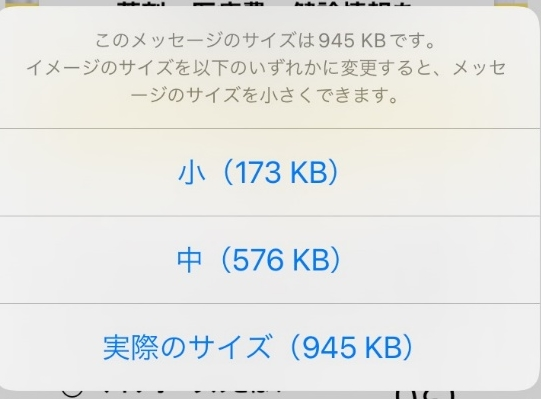 このメッセージのサイズは945 KBです。
イメージのサイズを以下のいずれかに変更すると、メッセ
ージのサイズを小さくできます。
小（173 KB）
中（576 KB）
実際のサイズ（945 KB）